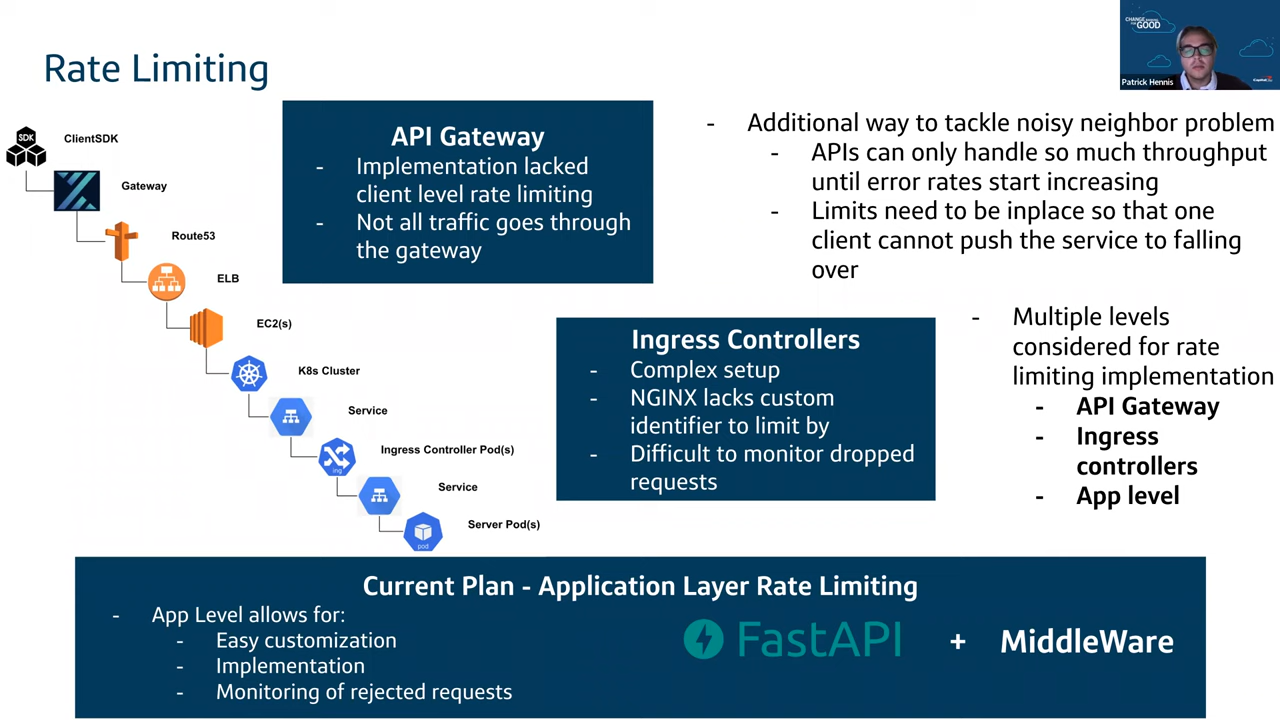 Rate Limiting
CHANGE
for
GOOD
Patrick Hennis
Capital
SDK
ClientSDK
Gateway
Route53
ELB
EC2(s)
K8s Cluster
Service
Ingress Controller Pod(s)
ing
Service
Server Pod(s)
pod
API Gateway
- Implementation lacked
client level rate limiting
- Not all traffic goes through
the gateway
- Additional way to tackle noisy neighbor problem
- APIs can only handle so much throughput
until error rates start increasing
- Limits need to be inplace so that one
client cannot push the service to falling
over
Ingress Controllers
- Complex setup
- NGINX lacks custom
identifier to limit by
- Difficult to monitor dropped
requests
- Multiple levels
considered for rate
limiting implementation
- API Gateway
- Ingress
controllers
- App level
Current Plan - Application Layer Rate Limiting
- App Level allows for:
- Easy customization
- Implementation
- Monitoring of rejected requests
FastAPI + MiddleWare